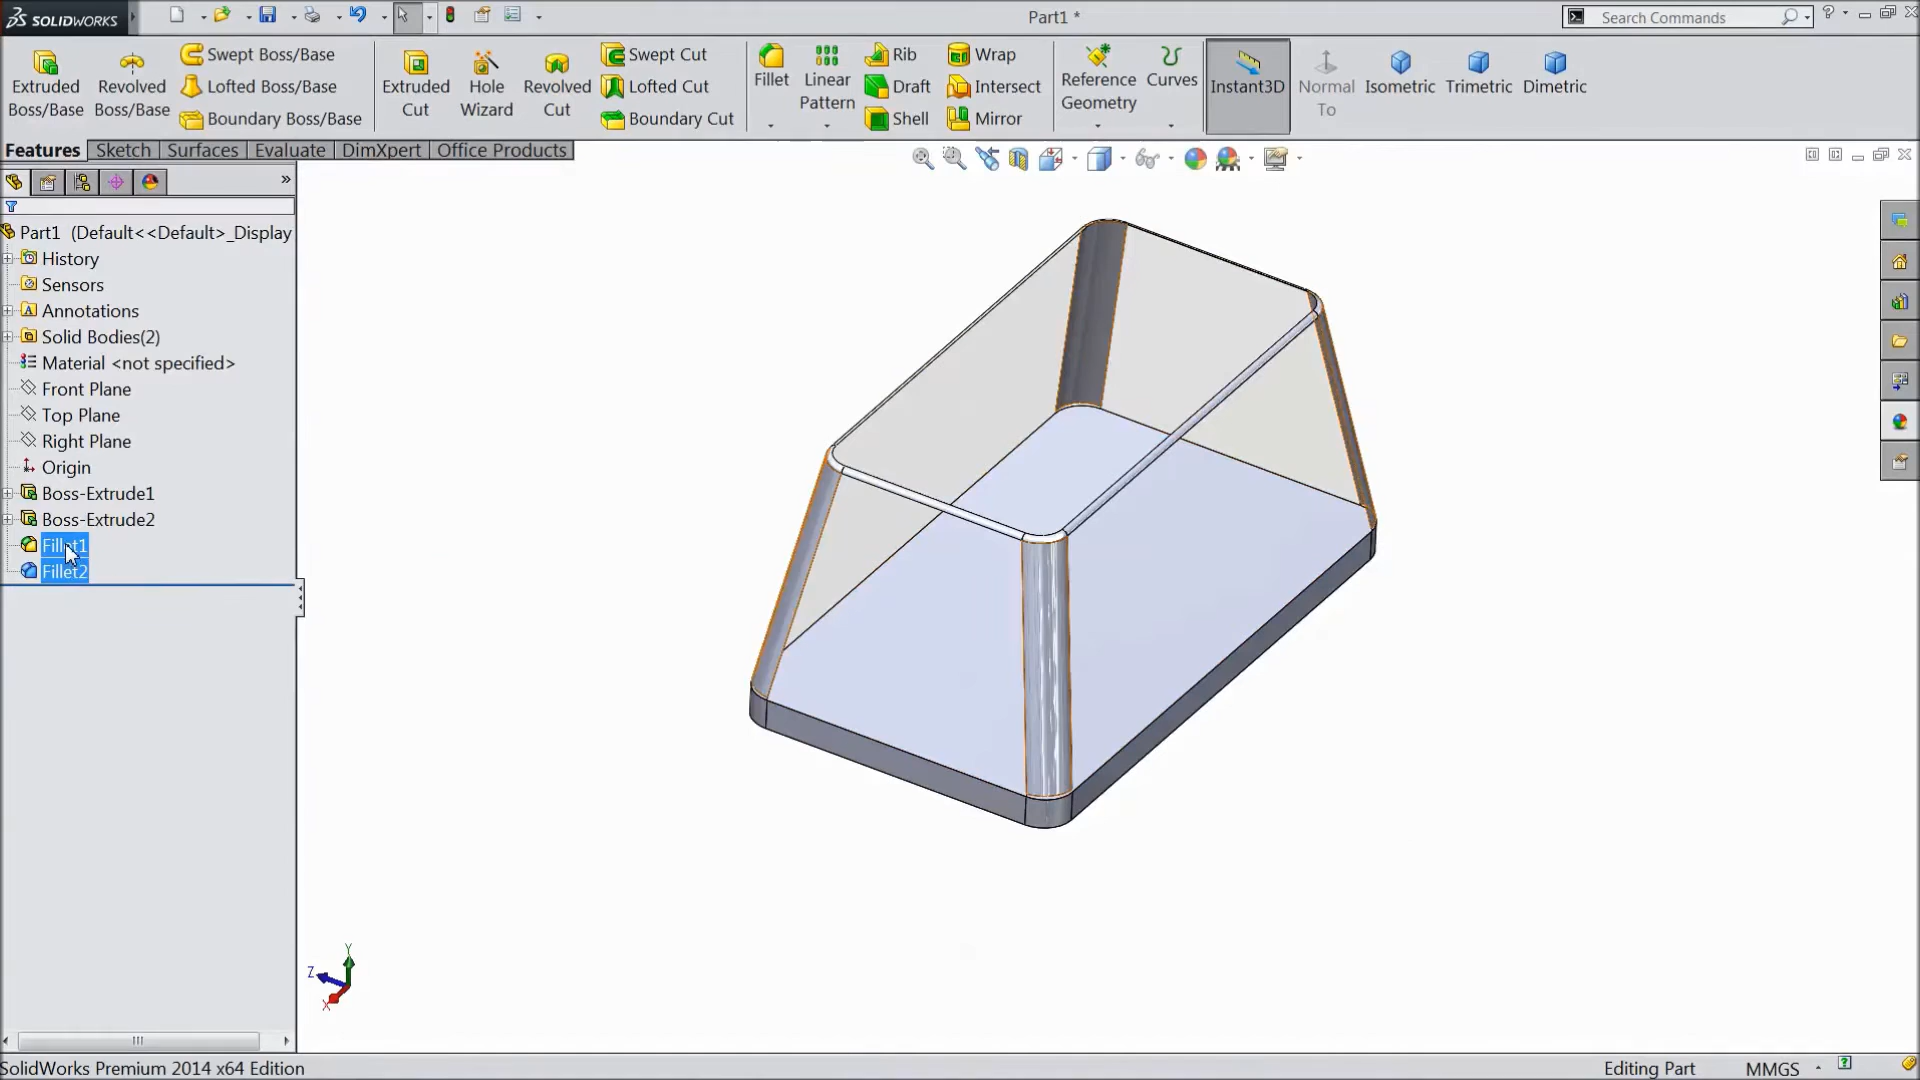 SOLIDWORKS
Part1 *
Search Commands
Extruded Boss/Base
Revolved Boss/Base
Swept Boss/Base
Lofted Boss/Base
Boundary Boss/Base
Extruded Cut
Hole Wizard
Revolved Cut
Swept Cut
Lofted Cut
Boundary Cut
Fillet
Linear Pattern
Rib
Draft
Shell
Wrap
Intersect
Mirror
Reference Geometry
Curves
Instant3D
Normal To
Isometric
Trimetric
Dimetric
Features
Sketch
Surfaces
Evaluate
DimXpert
Office Products
Part1 (Default<<Default>_Display
History
Sensors
Annotations
Solid Bodies(2)
Material <not specified>
Front Plane
Top Plane
Right Plane
Origin
Boss-Extrude1
Boss-Extrude2
Fillet1
Fillet2
Y
Z
X
SolidWorks Premium 2014 x64 Edition
Editing Part
MMGS